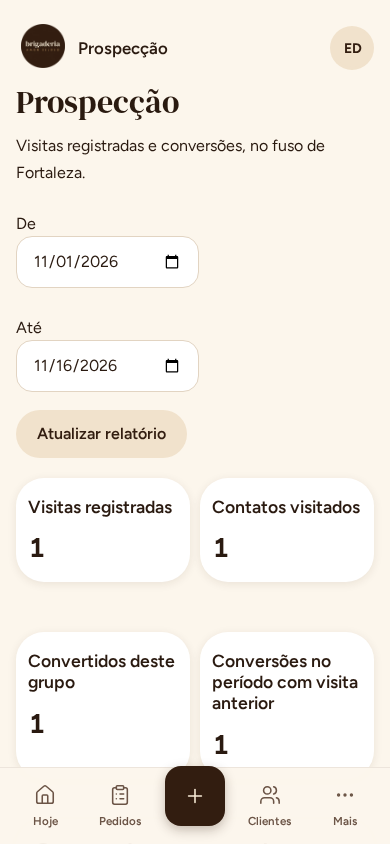 brigaderia
Prospecção
ED
Prospecção
Visitas registradas e conversões, no fuso de
Fortaleza.
De
11/01/2026
Até
11/16/2026
Atualizar relatório
Visitas registradas
1
Contatos visitados
1
Convertidos deste
grupo
1
Conversões no
período com visita
anterior
1
Hoje
Pedidos
+
Clientes
Mais